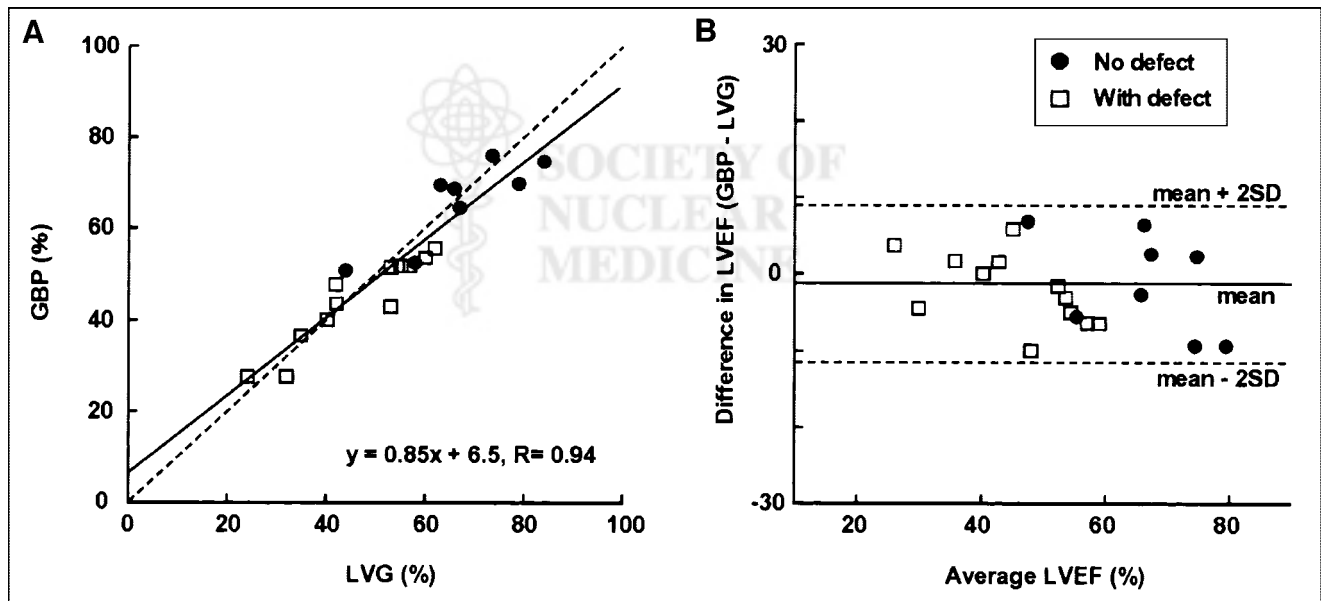 A
100
80
60
40
20
0
GBP (%)
0 20 40 60 80 100
LVG (%)
y = 0.85x + 6.5, R= 0.94
SOCIETY OF
NUCLEAR
MEDICINE
B
30
0
-30
Difference in LVEF (GBP - LVG)
No defect
With defect
mean + 2SD
mean
mean - 2SD
20 40 60 80
Average LVEF (%)